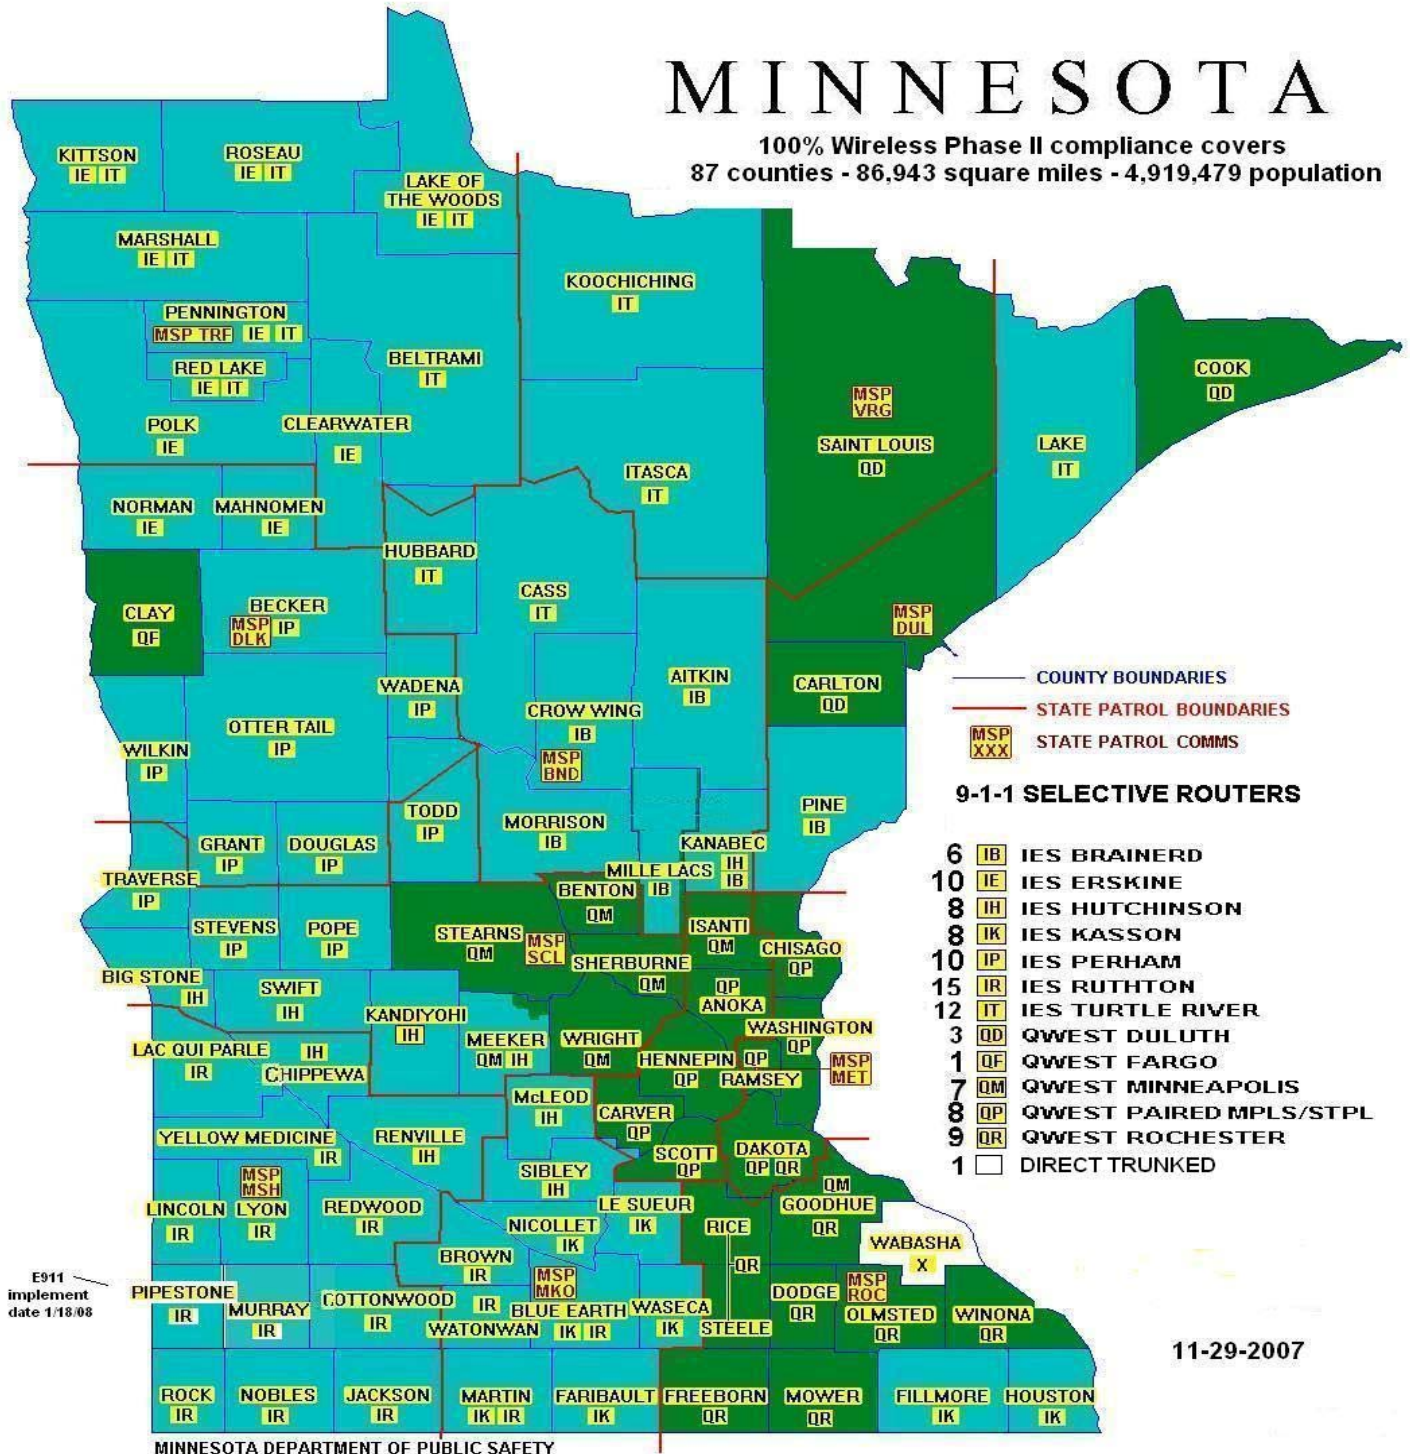 MINNESOTA
100% Wireless Phase II compliance covers
87 counties - 86,943 square miles - 4,919,479 population
KITTSON
IE IT
ROSEAU
IE IT
LAKE OF
THE WOODS
IE IT
MARSHALL
IE IT
KOOCHICHING
IT
PENNINGTON
MSP TRF IE IT
RED LAKE
IE IT
BELTRAMI
IT
COOK
QD
MSP
VRG
SAINT LOUIS
QD
LAKE
IT
POLK
IE
CLEARWATER
IE
ITASCA
IT
NORMAN
IE
MAHNOMEN
IE
HUBBARD
IT
CASS
IT
CLAY
QF
BECKER
MSP
DLK
IP
MSP
DUL
AITKIN
IB
CARLTON
QD
WADENA
IP
CROW WING
IB
MSP
BND
OTTER TAIL
IP
WILKIN
IP
COUNTY BOUNDARIES
STATE PATROL BOUNDARIES
MSP
XXX
STATE PATROL COMMS
TODD
IP
MORRISON
IB
PINE
IB
GRANT
IP
DOUGLAS
IP
KANABEC
IH
IB
MILLE LACS
IB
TRAVERSE
IP
BENTON
QM
STEVENS
IP
POPE
IP
STEARNS
QM
MSP
SCL
ISANTI
QM
CHISAGO
QP
SHERBURNE
QM
QP
ANOKA
BIG STONE
IH
SWIFT
IH
KANDIYOHI
IH
MEEKER
QM IH
WRIGHT
QM
WASHINGTON
QP
HENNEPIN
QP
QP
RAMSEY
MSP
MET
LAC QUI PARLE
IR
IH
CHIPPEWA
McLEOD
IH
CARVER
QP
YELLOW MEDICINE
IR
RENVILLE
IH
SCOTT
QP
DAKOTA
QP QR
SIBLEY
IH
MSP
MSH
LINCOLN
IR
LYON
IR
REDWOOD
IR
NICOLLET
IK
LE SUEUR
IK
RICE
QR
STEELE
QM
GOODHUE
QR
WABASHA
X
BROWN
IR
MSP
MKO
E911
implement
date 1/18/08
PIPESTONE
IR
MURRAY
IR
COTTONWOOD
IR
IR
WATONWAN
BLUE EARTH
IK IR
WASECA
IK
DODGE
QR
MSP
ROC
OLMSTED
QR
WINONA
QR
ROCK
IR
NOBLES
IR
JACKSON
IR
MARTIN
IK IR
FARIBAULT
IK
FREEBORN
QR
MOWER
QR
FILLMORE
IK
HOUSTON
IK
9-1-1 SELECTIVE ROUTERS
6 IB IES BRAINERD
10 IE IES ERSKINE
8 IH IES HUTCHINSON
8 IK IES KASSON
10 IP IES PERHAM
15 IR IES RUTHTON
12 IT IES TURTLE RIVER
3 QD QWEST DULUTH
1 QF QWEST FARGO
7 QM QWEST MINNEAPOLIS
8 QP QWEST PAIRED MPLS/STPL
9 QR QWEST ROCHESTER
1 DIRECT TRUNKED
11-29-2007
MINNESOTA DEPARTMENT OF PUBLIC SAFETY